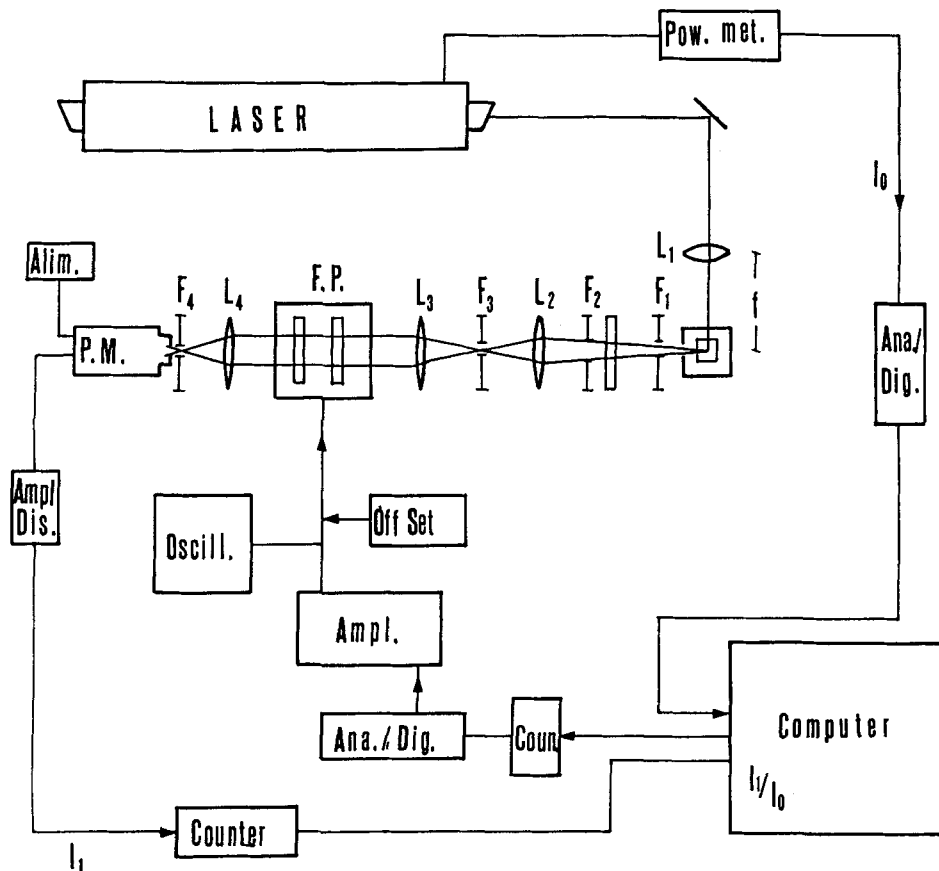 Pow. met.
LASER
I₀
L₁
f
Alim.
F₄
L₄
F.P.
L₃
F₃
L₂
F₂
F₁
P.M.
Ana./
Dig.
Ampl
Dis.
Oscill.
Off Set
Ampl.
Ana./Dig.
Coun
Computer
I₁/I₀
Counter
I₁